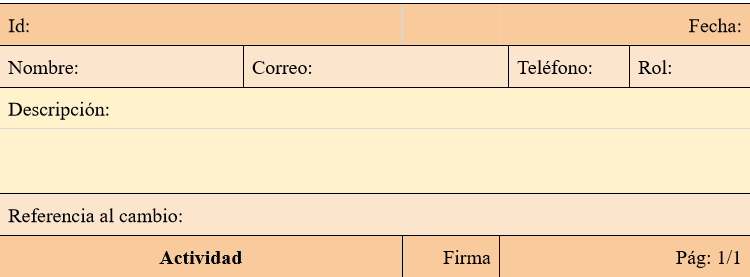 Id: Fecha:
Nombre: Correo: Teléfono: Rol:
Descripción:
Referencia al cambio:
Actividad Firma Pág: 1/1